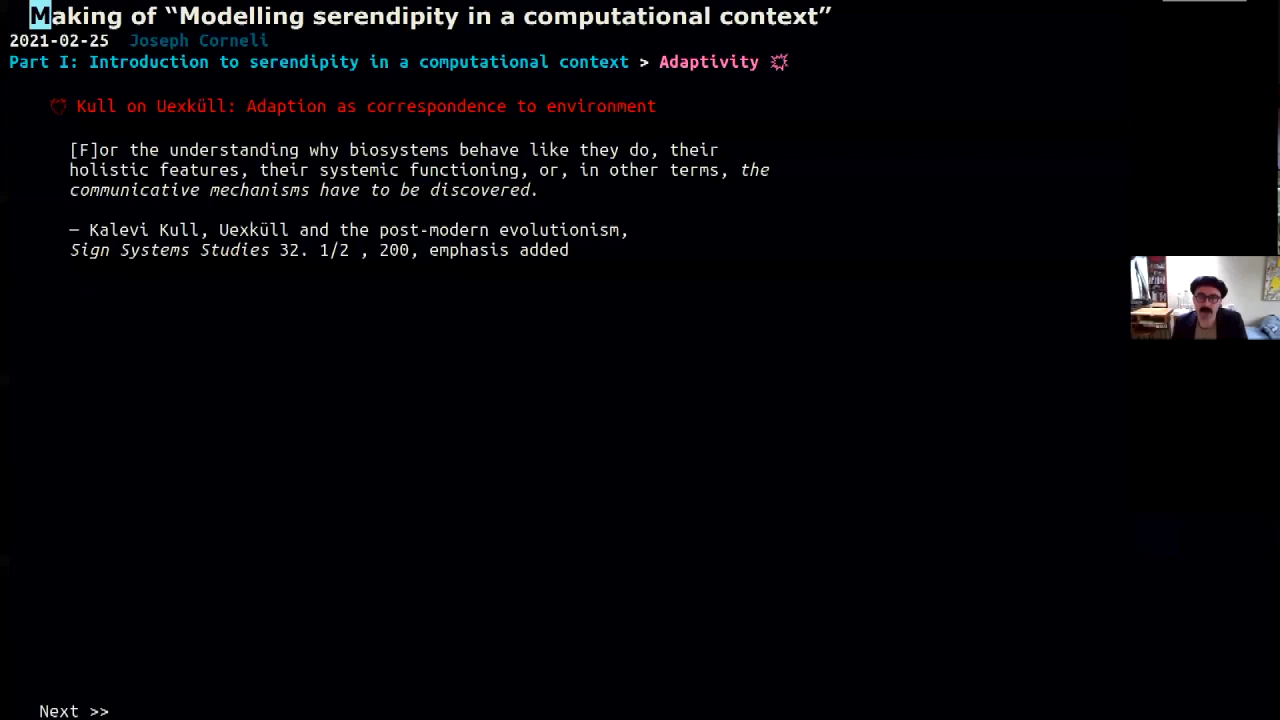 Making of “Modelling serendipity in a computational context”
2021-02-25 Joseph Corneli
Part I: Introduction to serendipity in a computational context > Adaptivity
Kull on Uexküll: Adaption as correspondence to environment
[F]or the understanding why biosystems behave like they do, their
holistic features, their systemic functioning, or, in other terms, the
communicative mechanisms have to be discovered.
— Kalevi Kull, Uexküll and the post-modern evolutionism,
Sign Systems Studies 32. 1/2 , 200, emphasis added
Next >>